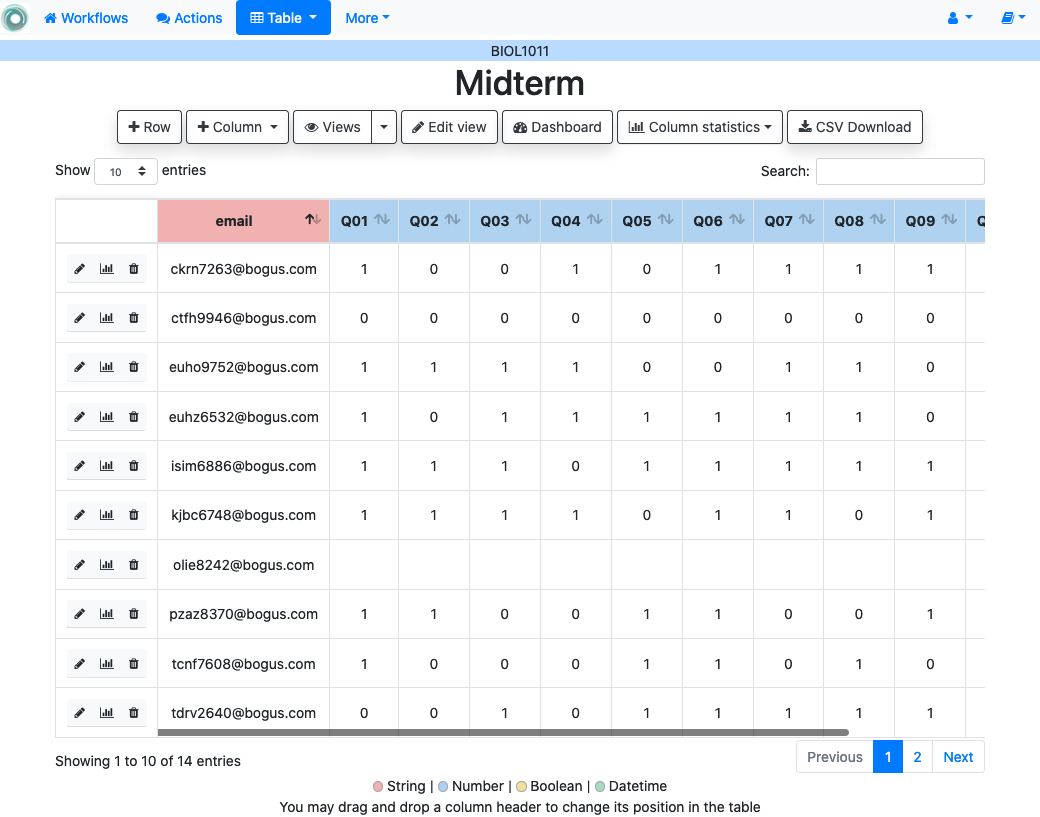 Workflows Actions Table More
BIOL1011
Midterm
Row Column Views Edit view Dashboard Column statistics CSV Download
Show 10 entries Search:
email Q01 Q02 Q03 Q04 Q05 Q06 Q07 Q08 Q09
ckrn7263@bogus.com 1 0 0 1 0 1 1 1 1
ctfh9946@bogus.com 0 0 0 0 0 0 0 0 0
euho9752@bogus.com 1 1 1 1 0 0 1 1 0
euhz6532@bogus.com 1 0 1 1 1 1 1 1 0
isim6886@bogus.com 1 1 1 0 1 1 1 1 1
kjbc6748@bogus.com 1 1 1 1 0 1 1 0 1
olie8242@bogus.com
pzaz8370@bogus.com 1 1 0 0 1 1 0 0 1
tcnf7608@bogus.com 1 0 0 0 1 1 0 1 0
tdrv2640@bogus.com 0 0 1 0 1 1 1 1 1
Showing 1 to 10 of 14 entries Previous 1 2 Next
String | Number | Boolean | Datetime
You may drag and drop a column header to change its position in the table